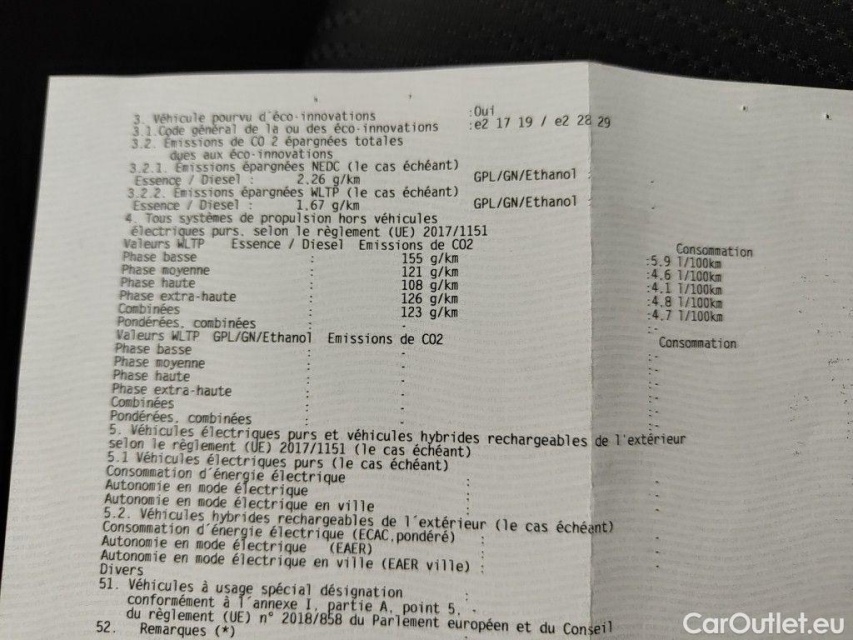 3. Véhicule pourvu d'éco-innovations :Oui
3.1.Code général de la ou des éco-innovations :e2 17 19 / e2 28 29
3.2. Émissions de CO 2 épargnées totales
dues aux éco-innovations
3.2.1. Émissions épargnées NEDC (le cas échéant)
Essence / Diesel : 2.26 g/km GPL/GN/Ethanol : -
3.2.2. Émissions épargnées WLTP (le cas échéant)
Essence / Diesel : 1.67 g/km GPL/GN/Ethanol : -
4. Tous systèmes de propulsion hors véhicules
électriques purs. selon le règlement (UE) 2017/1151
Valeurs WLTP Essence / Diesel Emissions de CO2 Consommation
Phase basse : 155 g/km :5.9 l/100km
Phase moyenne : 121 g/km :4.6 l/100km
Phase haute : 108 g/km :4.1 l/100km
Phase extra-haute : 126 g/km :4.8 l/100km
Combinées : 123 g/km :4.7 l/100km
Pondérées, combinées : - :-
Valeurs WLTP GPL/GN/Ethanol Emissions de CO2 Consommation
Phase basse : - :-
Phase moyenne : - :-
Phase haute : - :-
Phase extra-haute : - :-
Combinées : - :-
Pondérées, combinées : - :-
5. Véhicules électriques purs et véhicules hybrides rechargeables de l'extérieur
selon le règlement (UE) 2017/1151 (le cas échéant)
5.1 Véhicules électriques purs (le cas échéant)
Consommation d'énergie électrique : -
Autonomie en mode électrique : -
Autonomie en mode électrique en ville : -
5.2. Véhicules hybrides rechargeables de l'extérieur (le cas échéant)
Consommation d'énergie électrique (ECAC,pondéré) : -
Autonomie en mode électrique (EAER) : -
Autonomie en mode électrique en ville (EAER ville) : -
Divers
51. Véhicules à usage spécial désignation
conformément à l'annexe I, partie A, point 5, -
du règlement (UE) n° 2018/858 du Parlement européen et du Conseil
52. Remarques (*)
CarOutlet.eu